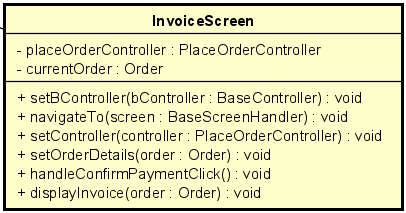 InvoiceScreen
- placeOrderController : PlaceOrderController
- currentOrder : Order
+ setBController(bController : BaseController) : void
+ navigateTo(screen : BaseScreenHandler) : void
+ setController(controller : PlaceOrderController) : void
+ setOrderDetails(order : Order) : void
+ handleConfirmPaymentClick() : void
+ displayInvoice(order : Order) : void